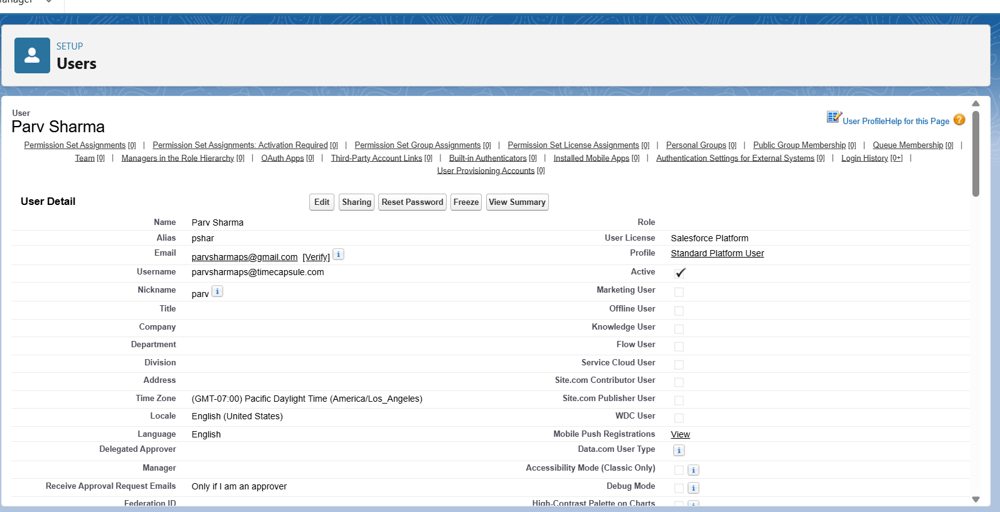 SETUP
Users
User
Parv Sharma
User Profile Help for this Page
Permission Set Assignments [0] | Permission Set Assignments: Activation Required [0] | Permission Set Group Assignments [0] | Permission Set License Assignments [0] | Personal Groups [0] | Public Group Membership [0] | Queue Membership [0] |
Team [0] | Managers in the Role Hierarchy [0] | OAuth Apps [0] | Third-Party Account Links [0] | Built-in Authenticators [0] | Installed Mobile Apps [0] | Authentication Settings for External Systems [0] | Login History [0+] |
User Provisioning Accounts [0]
User Detail Edit Sharing Reset Password Freeze View Summary
Name Parv Sharma Role
Alias pshar User License Salesforce Platform
Email parvsharmaps@gmail.com [Verify] i Profile Standard Platform User
Username parvsharmaps@timecapsule.com Active
Nickname parv i Marketing User
Title Offline User
Company Knowledge User
Department Flow User
Division Service Cloud User
Address Site.com Contributor User
Time Zone (GMT-07:00) Pacific Daylight Time (America/Los_Angeles) Site.com Publisher User
Locale English (United States) WDC User
Language English Mobile Push Registrations View
Delegated Approver Data.com User Type i
Manager Accessibility Mode (Classic Only) i
Receive Approval Request Emails Only if I am an approver Debug Mode i
Federation ID High-Contrast Palette on Charts i